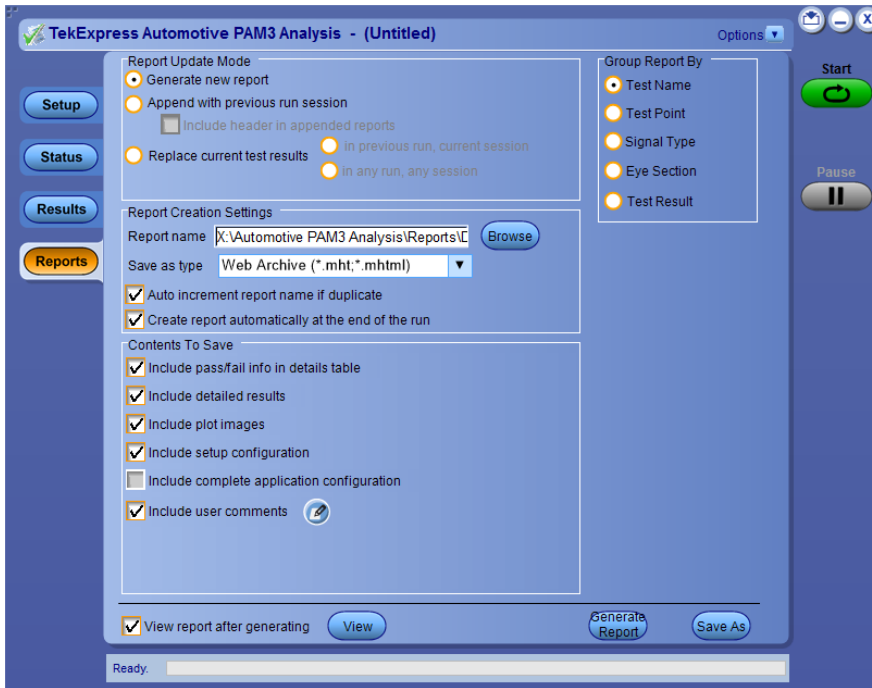 TekExpress Automotive PAM3 Analysis - (Untitled)
Options
Start
Pause
Setup
Status
Results
Reports
Report Update Mode
Generate new report
Append with previous run session
Include header in appended reports
Replace current test results
in previous run, current session
in any run, any session
Group Report By
Test Name
Test Point
Signal Type
Eye Section
Test Result
Report Creation Settings
Report name X:\Automotive PAM3 Analysis\Reports\D Browse
Save as type Web Archive (*.mht;*.mhtml)
Auto increment report name if duplicate
Create report automatically at the end of the run
Contents To Save
Include pass/fail info in details table
Include detailed results
Include plot images
Include setup configuration
Include complete application configuration
Include user comments
View report after generating View
Generate
Report
Save As
Ready.